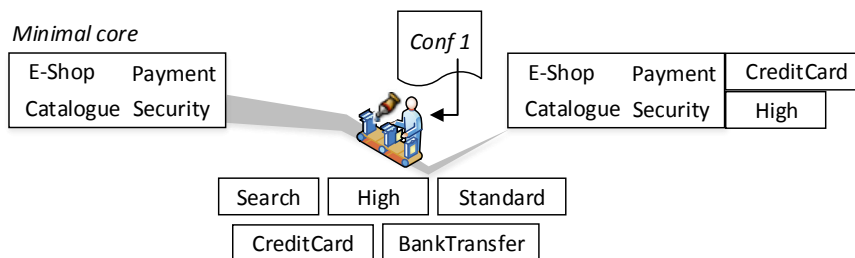 Minimal core
E-Shop Payment
Catalogue Security
Conf 1
E-Shop Payment CreditCard
Catalogue Security High
Search High Standard
CreditCard BankTransfer